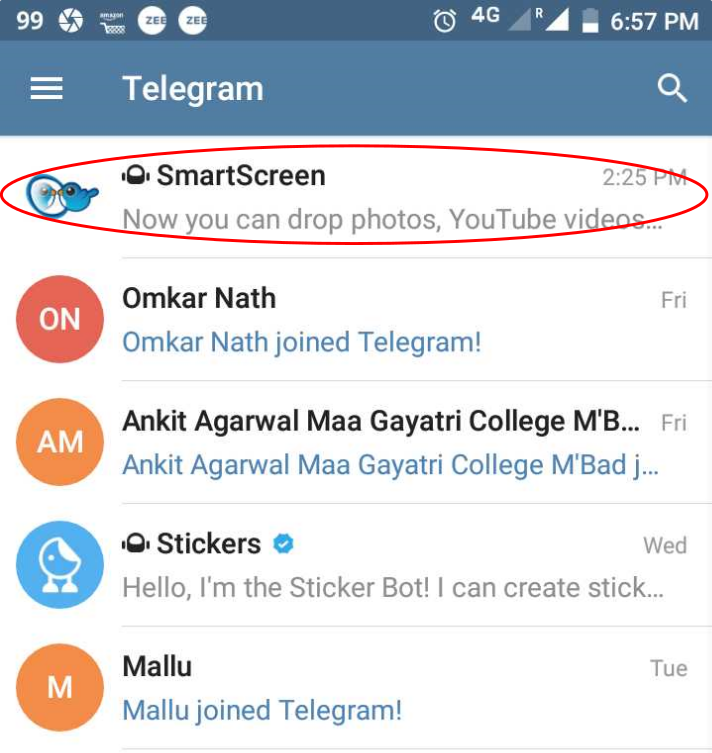 99 amazon ZEE ZEE 4G R 6:57 PM
Telegram
SmartScreen 2:25 PM
Now you can drop photos, YouTube videos...
ON Omkar Nath Fri
Omkar Nath joined Telegram!
AM Ankit Agarwal Maa Gayatri College M'B... Fri
Ankit Agarwal Maa Gayatri College M'Bad j...
Stickers Wed
Hello, I'm the Sticker Bot! I can create stick...
M Mallu Tue
Mallu joined Telegram!